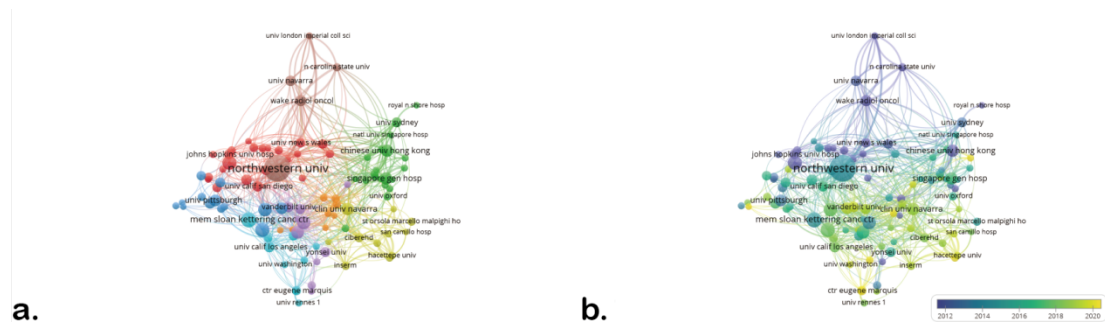 univ london imperial coll sci
n carolina state univ
univ navarra
wake radiol oncol
royal n shore hosp
univ sydney
natl univ singapore hosp
univ new s wales
chinese univ hong kong
johns hopkins univ hosp
northwestern univ
singapore gen hosp
univ calif san diego
univ oxford
univ pittsburgh
vanderbilt univ
clin univ navarra
mem sloan kettering canc ctr
st orsola marcello malpighi ho
san camillo hosp
ciberehd
univ calif los angeles
yonsei univ
hacettepe univ
univ washington
inserm
ctr eugene marquis
univ rennes 1
a.
univ london imperial coll sci
n carolina state univ
univ navarra
wake radiol oncol
royal n shore hosp
univ sydney
natl univ singapore hosp
univ new s wales
chinese univ hong kong
johns hopkins univ hosp
northwestern univ
singapore gen hosp
univ calif san diego
univ oxford
univ pittsburgh
vanderbilt univ
clin univ navarra
mem sloan kettering canc ctr
st orsola marcello malpighi ho
san camillo hosp
ciberehd
univ calif los angeles
yonsei univ
hacettepe univ
univ washington
inserm
ctr eugene marquis
univ rennes 1
b.
2012 2014 2016 2018 2020